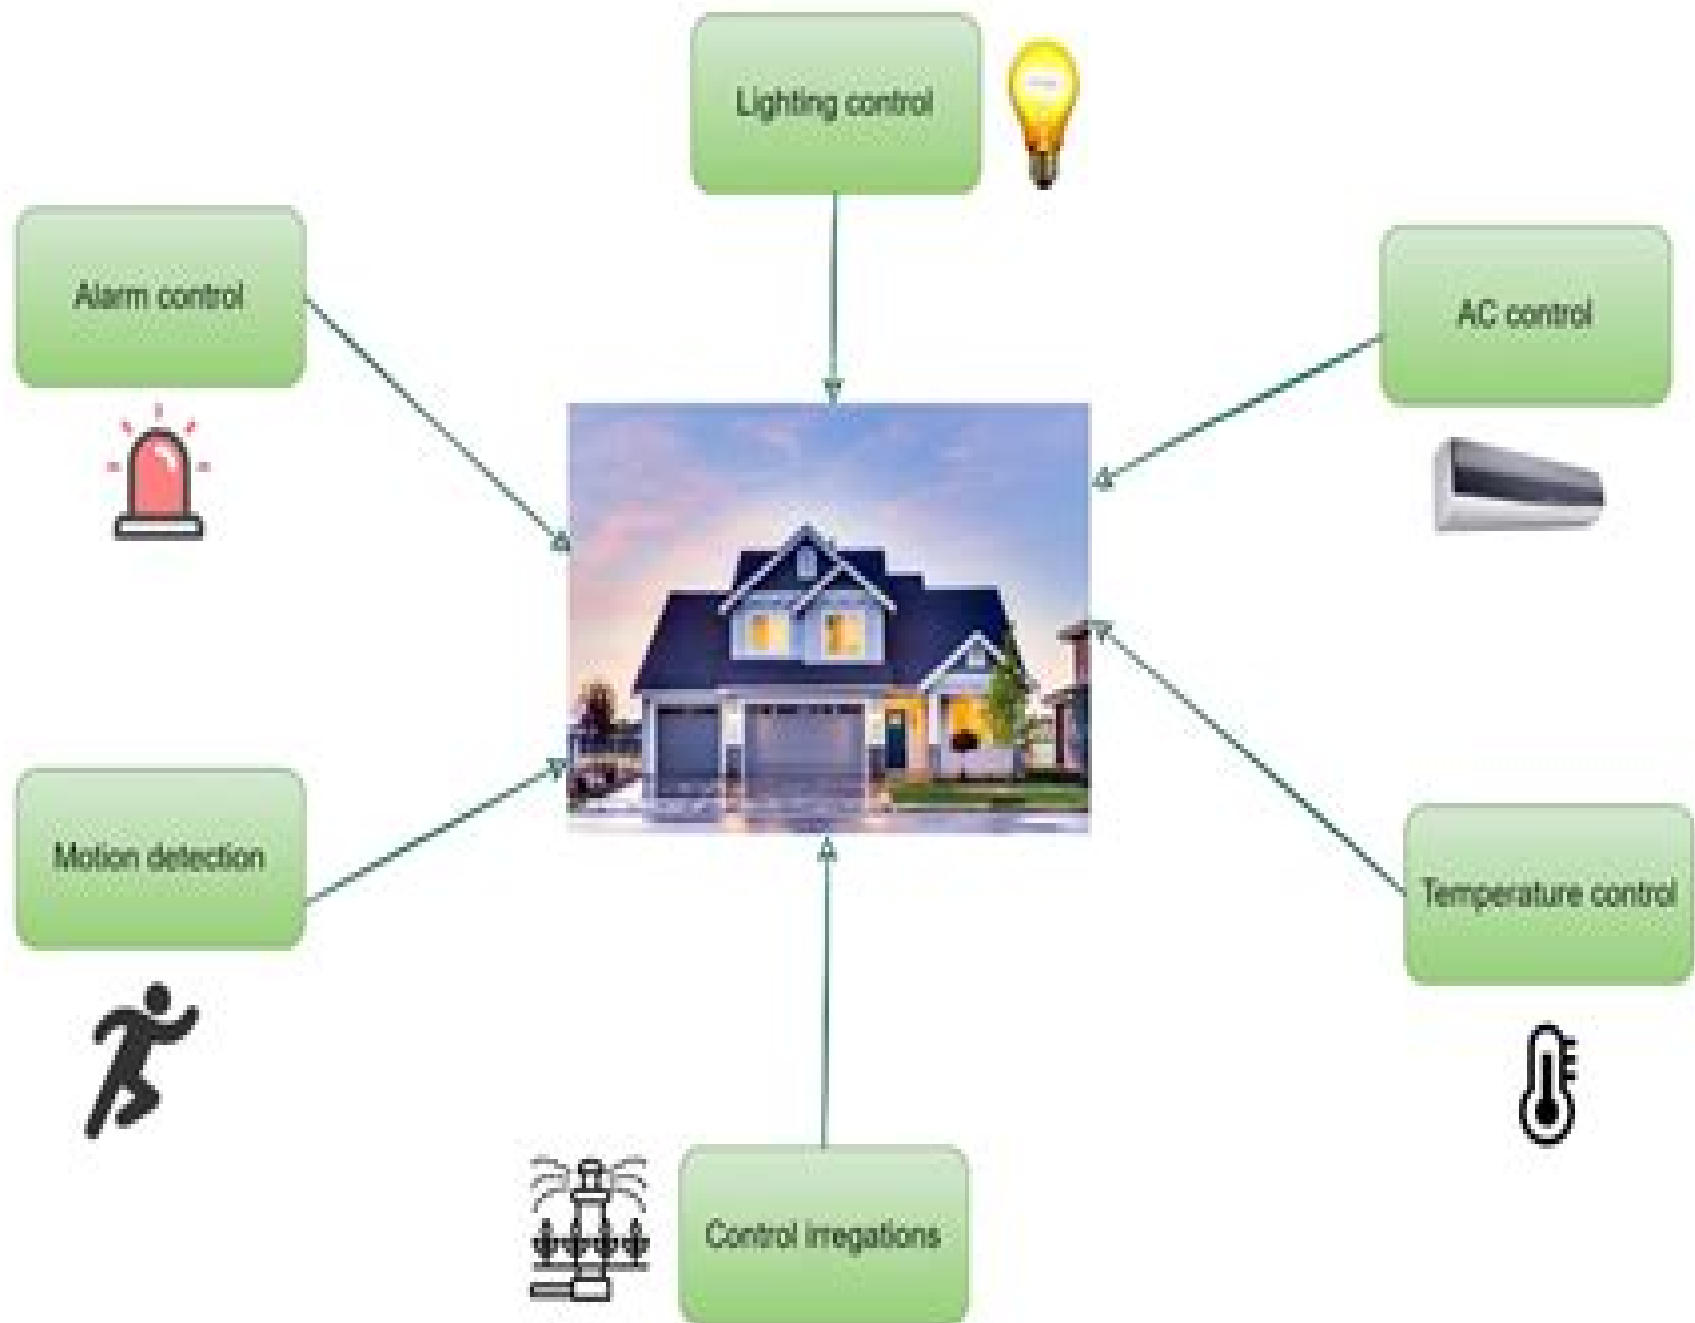 Lighting control
Alarm control
AC control
Motion detection
Temperature control
Control irregations